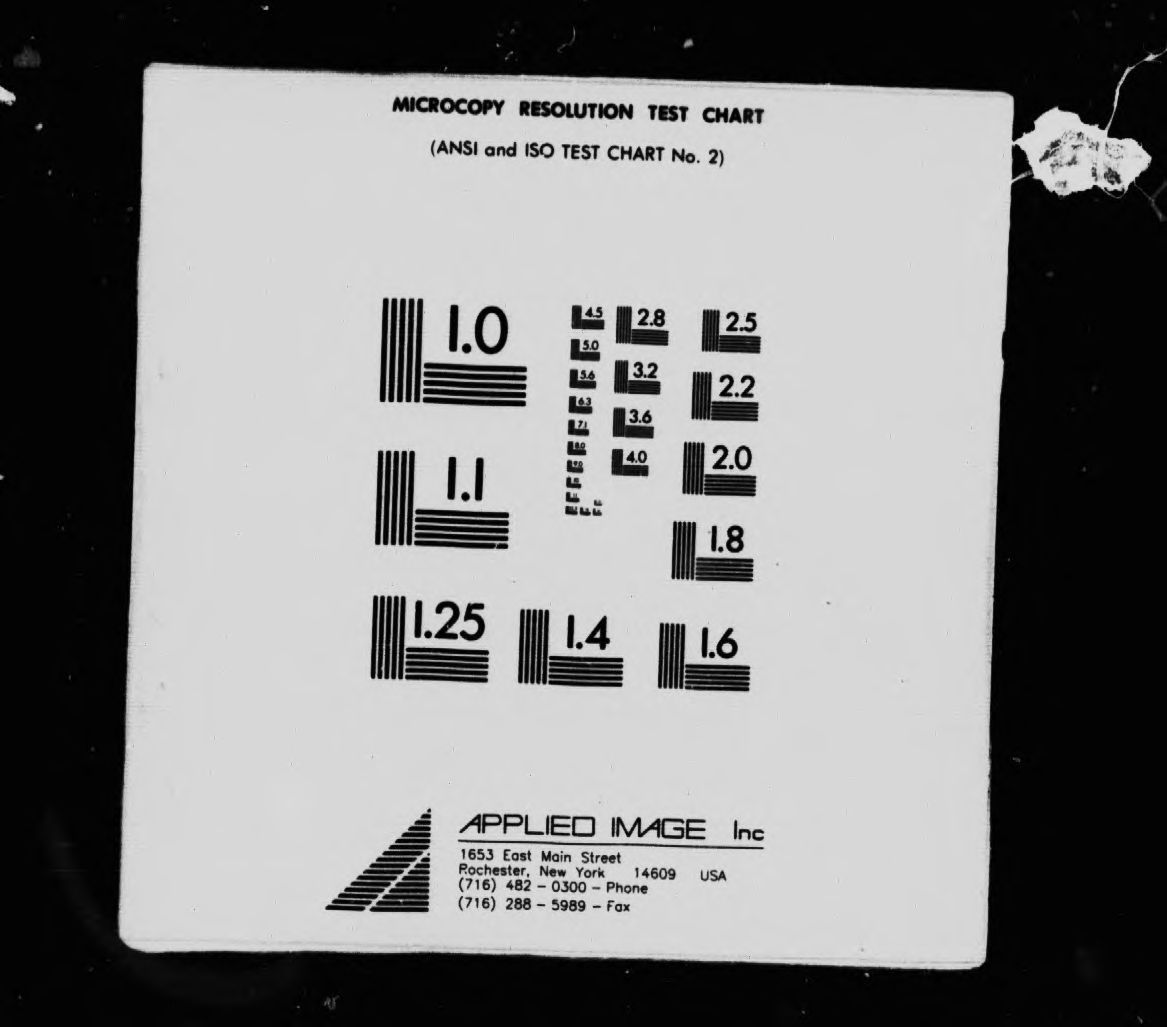 MICROCOPY RESOLUTION TEST CHART
(ANSI and ISO TEST CHART No. 2)
1.0
4.5 2.8 2.5
5.0
5.6 3.2
2.2
6.3
7.1 3.6
8.0
9.0 4.0 2.0
1.1
1.8
1.25 1.4 1.6
APPLIED IMAGE Inc
1653 East Main Street
Rochester, New York 14609 USA
(716) 482 - 0300 - Phone
(716) 288 - 5989 - Fax